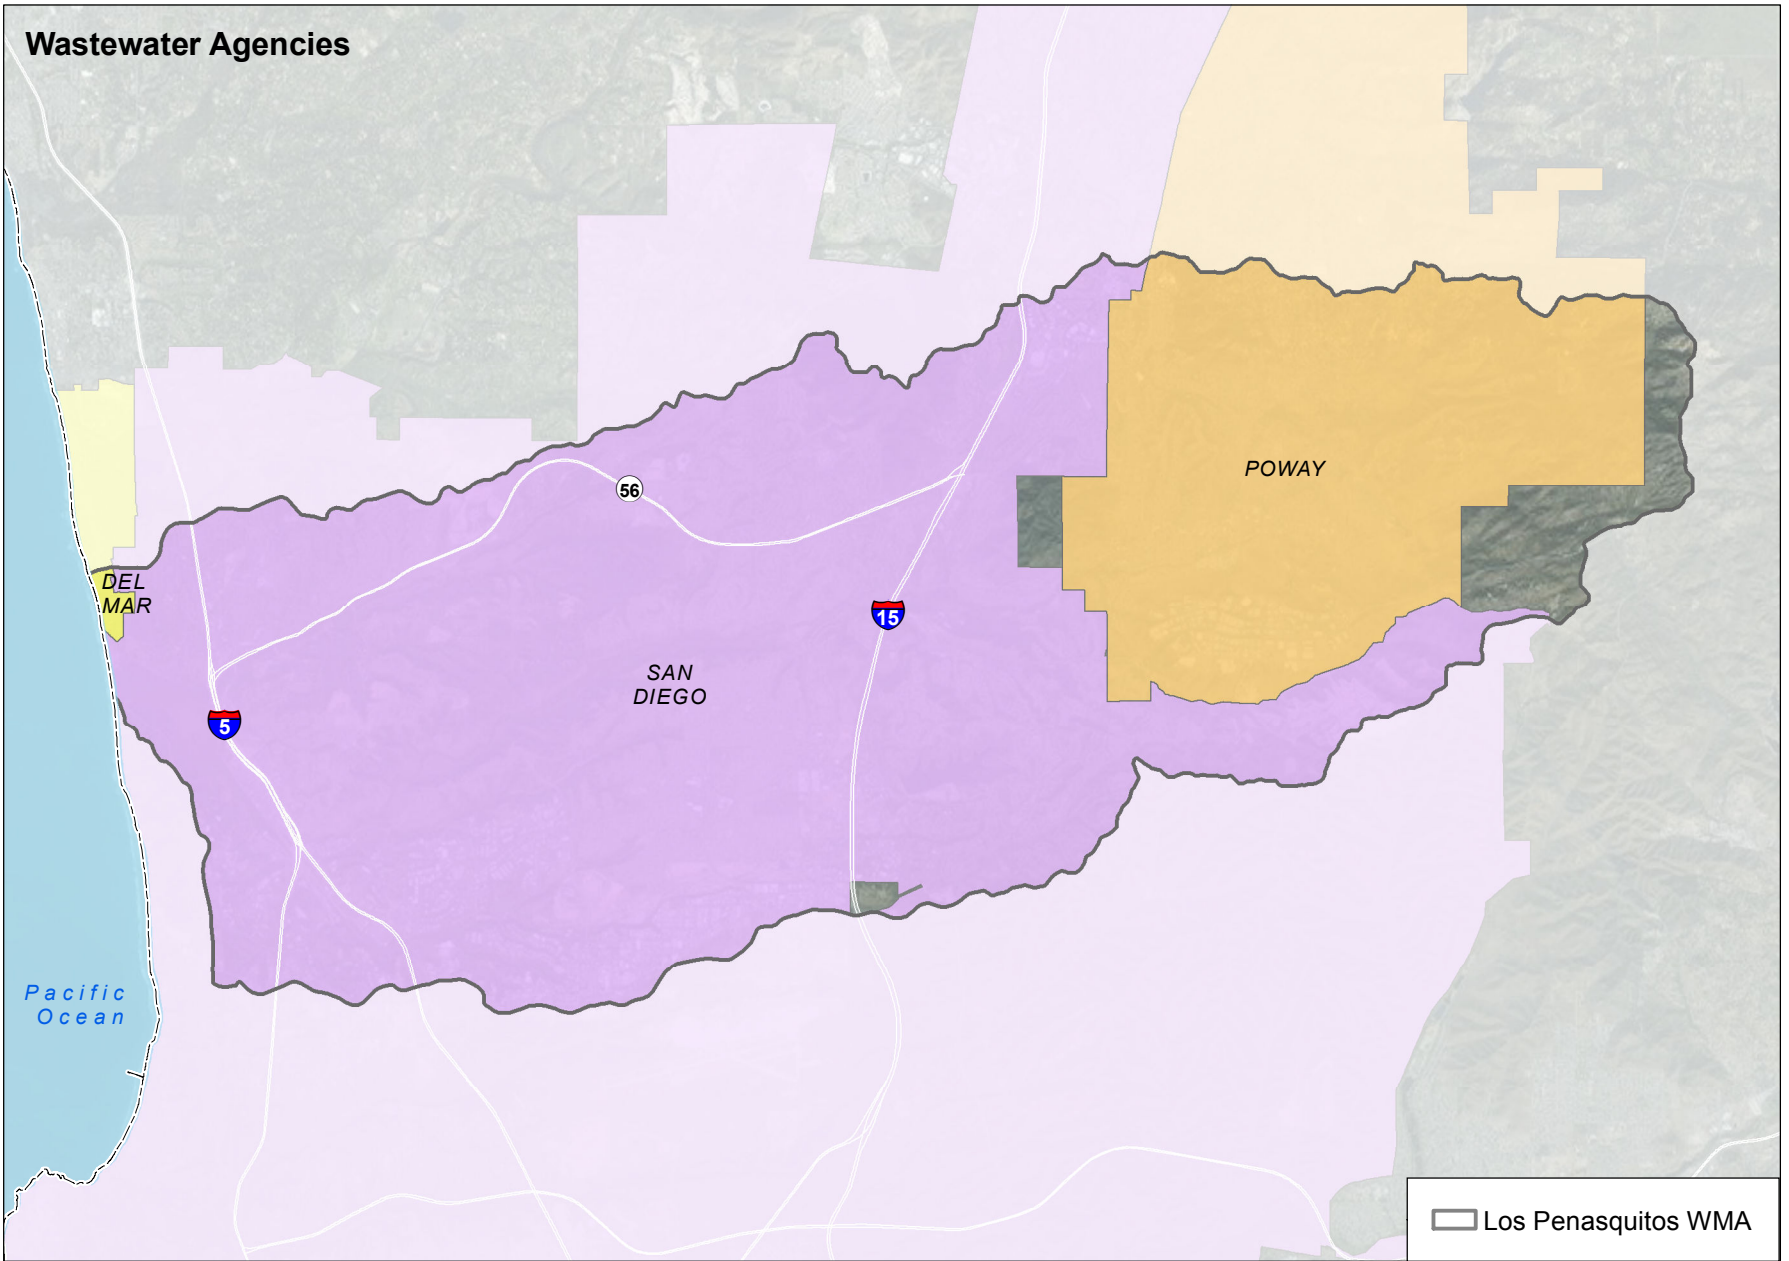 Wastewater Agencies
56
POWAY
DEL
MAR
15
SAN
DIEGO
5
Pacific
Ocean
Los Penasquitos WMA